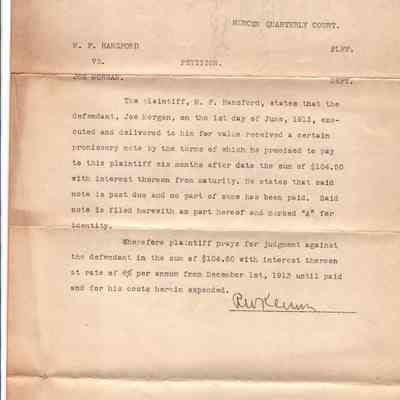 MERCER QUARTERLY COURT.
W. F. HANSFORD PLFF.
VS. PETITION.
JOE MORGAN. DEFT.
The plaintiff, W. F. Hansford, states that the
defendant, Joe Morgan, on the 1st day of June, 1913, exe-
cuted and delivered to him for value received a certain
promissory note by the terms of which he promised to pay
to this plaintiff six months after date the sum of $104.50
with interest thereon from maturity. He states that said
note is past due and no part of same has been paid. Said
note is filed herewith as part hereof and marked "A" for
identity.
Wherefore plaintiff prays for judgment against
the defendant in the sum of $104.50 with interest thereon
at rate of 6% per annum from December 1st, 1913 until paid
and for his costs herein expended.